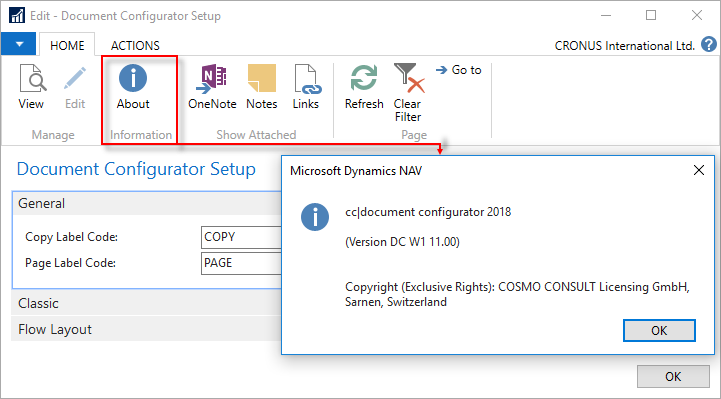 Edit - Document Configurator Setup
HOME
ACTIONS
CRONUS International Ltd.
?
View
Edit
About
OneNote
Notes
Links
Refresh
Clear
Filter
Go to
Manage
Information
Show Attached
Page
Document Configurator Setup
General
Copy Label Code:
COPY
Page Label Code:
PAGE
Classic
Flow Layout
Microsoft Dynamics NAV
cc|document configurator 2018
(Version DC W1 11.00)
Copyright (Exclusive Rights): COSMO CONSULT Licensing GmbH,
Sarnen, Switzerland
OK
OK